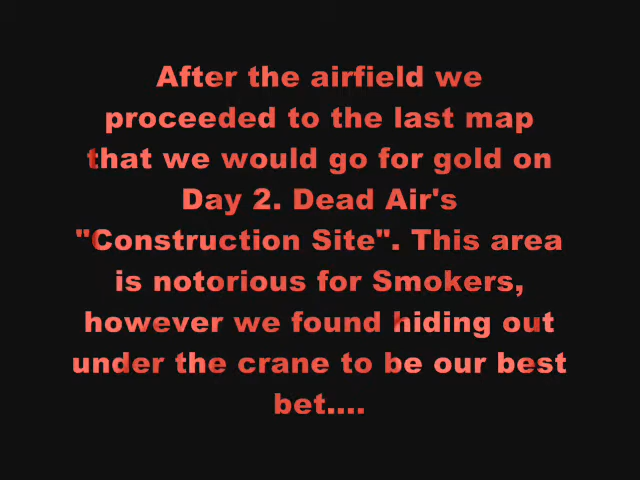 After the airfield we
proceeded to the last map
that we would go for gold on
Day 2. Dead Air's
"Construction Site". This area
is notorious for Smokers,
however we found hiding out
under the crane to be our best
bet....